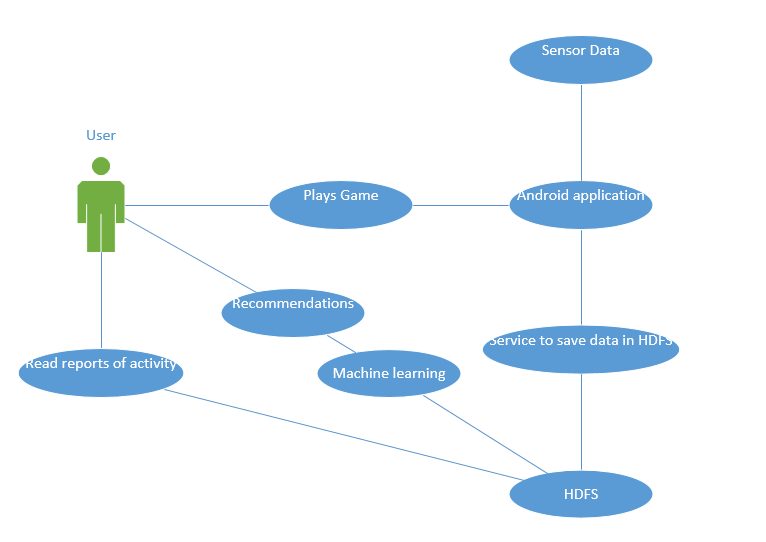 Sensor Data
User
Plays Game
Android application
Recommendations
Service to save data in HDFS
Read reports of activity
Machine learning
HDFS